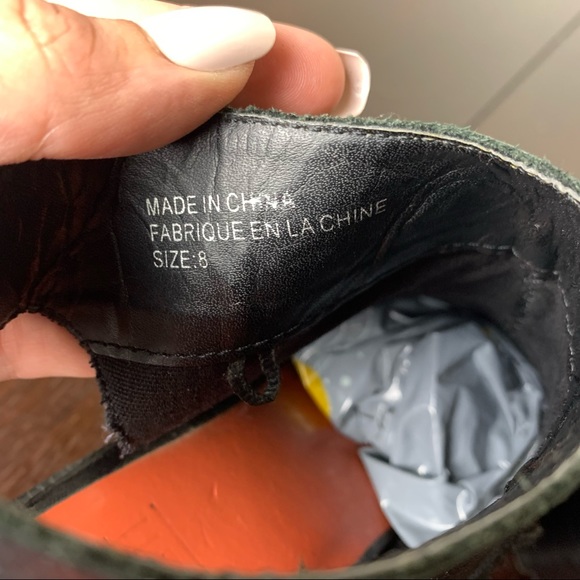 MADE IN CHINA
FABRIQUE EN LA CHINE
SIZE:8